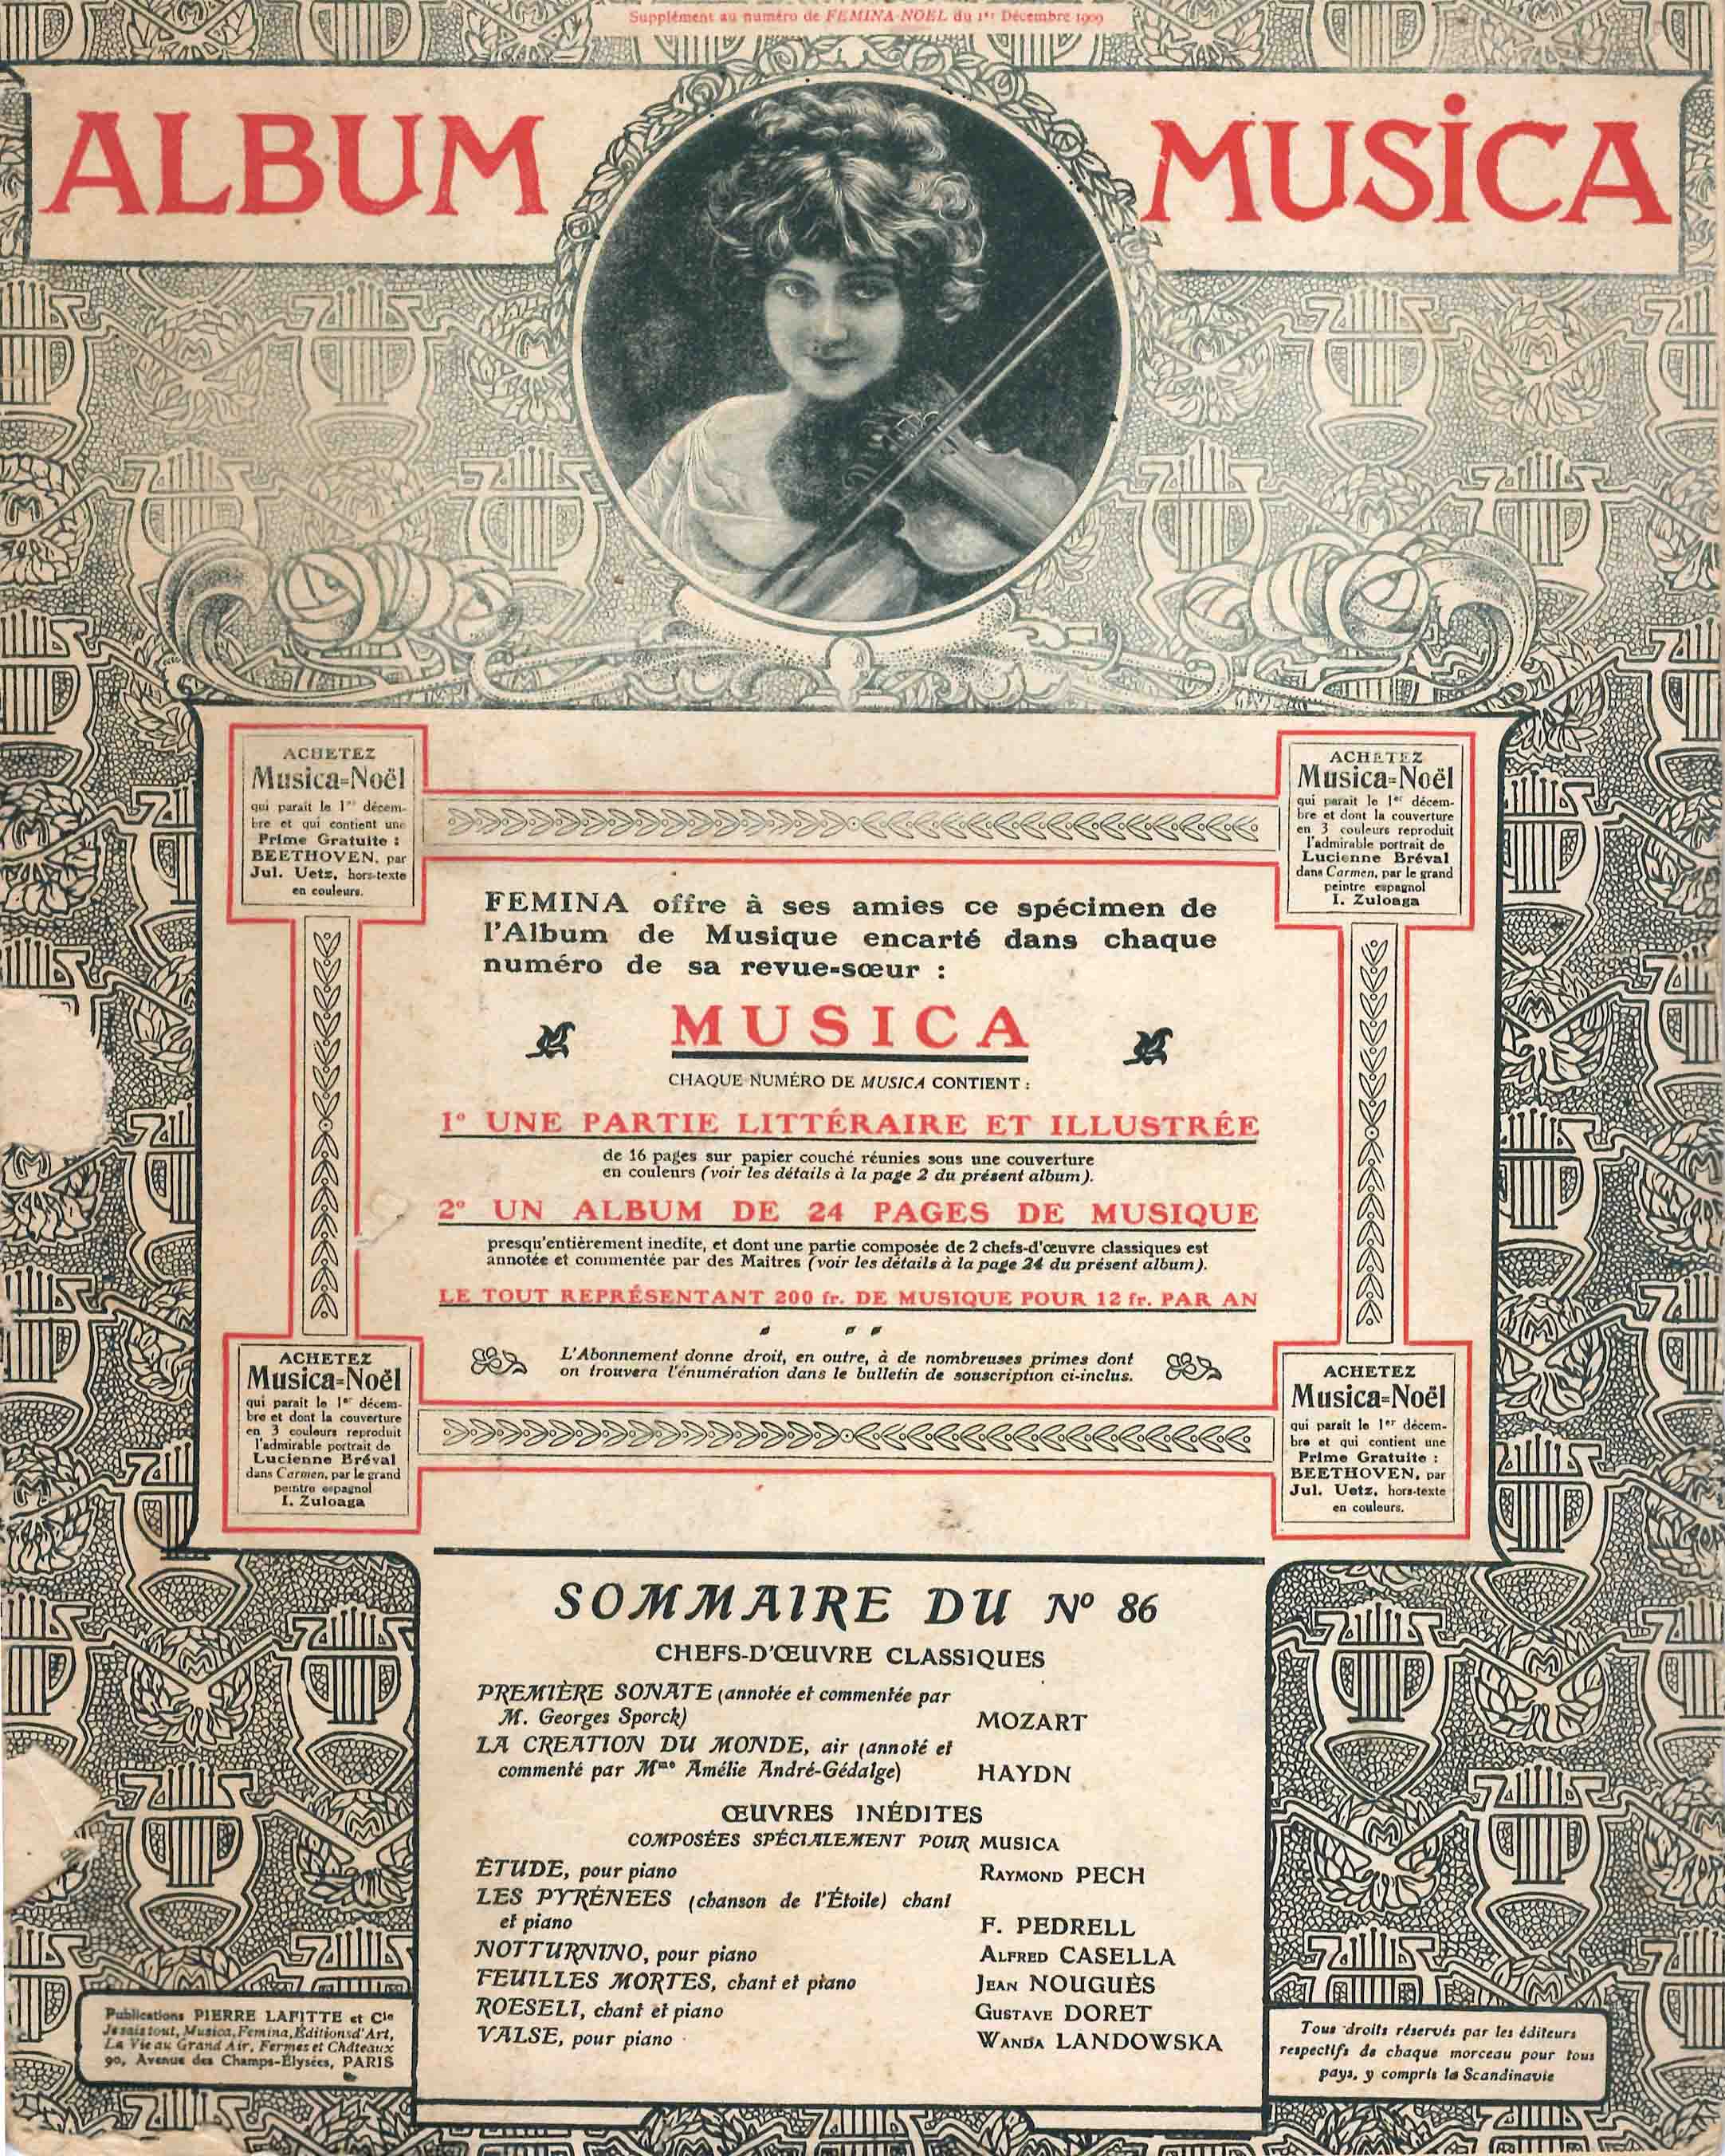 Supplément au numéro de FEMINA-NOËL du 1er Décembre 1909
ALBUM MUSICA
ACHETEZ
Musica=Noël
qui parait le 1er décem-
bre et qui contient une
Prime Gratuite :
BEETHOVEN, par
Jul. Uetz, hors-texte
en couleurs.
ACHETEZ
Musica=Noël
qui parait le 1er décem-
bre et dont la couverture
en 3 couleurs reproduit
l'admirable portrait de
Lucienne Bréval
dans Carmen, par le grand
peintre espagnol
I. Zuloaga
FEMINA offre à ses amies ce spécimen de
l'Album de Musique encarté dans chaque
numéro de sa revue=sœur :
MUSICA
CHAQUE NUMÉRO DE MUSICA CONTIENT :
1° UNE PARTIE LITTÉRAIRE ET ILLUSTRÉE
de 16 pages sur papier couché réunies sous une couverture
en couleurs (voir les détails à la page 2 du présent album).
2° UN ALBUM DE 24 PAGES DE MUSIQUE
presqu'entièrement inedite, et dont une partie composée de 2 chefs-d'œuvre classiques est
annotée et commentée par des Maitres (voir les détails à la page 24 du présent album).
LE TOUT REPRÉSENTANT 200 fr. DE MUSIQUE POUR 12 fr. PAR AN
L'Abonnement donne droit, en outre, à de nombreuses primes dont
on trouvera l'énumération dans le bulletin de souscription ci-inclus.
ACHETEZ
Musica=Noël
qui parait le 1er décem-
bre et dont la couverture
en 3 couleurs reproduit
l'admirable portrait de
Lucienne Bréval
dans Carmen, par le grand
peintre espagnol
I. Zuloaga
ACHETEZ
Musica=Noël
qui parait le 1er décem-
bre et qui contient une
Prime Gratuite :
BEETHOVEN, par
Jul. Uetz, hors-texte
en couleurs.
SOMMAIRE DU N° 86
CHEFS-D'ŒUVRE CLASSIQUES
PREMIÈRE SONATE (annotée et commentée par
M. Georges Sporck) MOZART
LA CREATION DU MONDE, air (annoté et
commenté par Mme Amélie André-Gédalge) HAYDN
ŒUVRES INÉDITES
COMPOSÉES SPÉCIALEMENT POUR MUSICA
ÉTUDE, pour piano RAYMOND PECH
LES PYRÉNEES (chanson de l'Étoile) chant
et piano F. PEDRELL
NOTTURNINO, pour piano ALFRED CASELLA
FEUILLES MORTES, chant et piano JEAN NOUGUÈS
ROESELI, chant et piano GUSTAVE DORET
VALSE, pour piano WANDA LANDOWSKA
Publications PIERRE LAFITTE et Cie
Je sais tout, Musica, Femina, Éditions d'Art,
La Vie au Grand Air, Fermes et Châteaux
90, Avenue des Champs-Élysées, PARIS
Tous droits réservés par les éditeurs
respectifs de chaque morceau pour tous
pays, y compris la Scandinavie